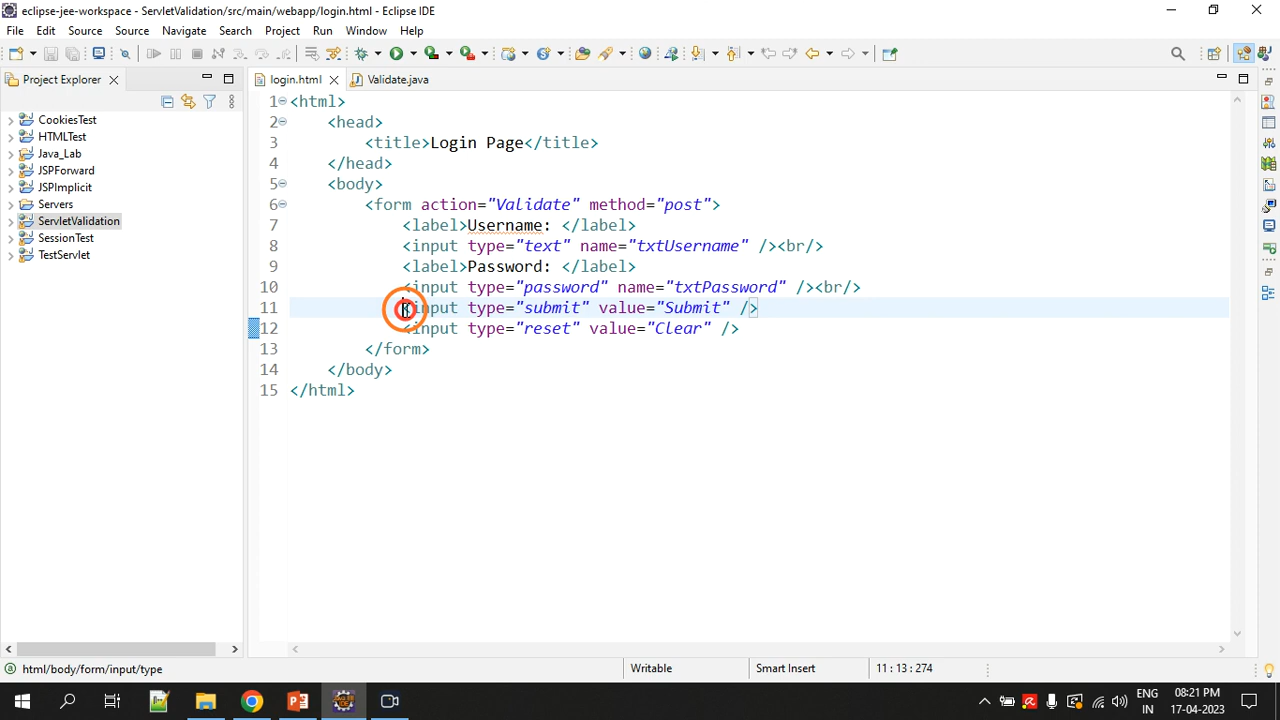 eclipse-jee-workspace - ServletValidation/src/main/webapp/login.html - Eclipse IDE
File Edit Source Source Navigate Search Project Run Window Help
Project Explorer
login.html
Validate.java
CookiesTest
HTMLTest
Java_Lab
JSPForward
JSPImplicit
Servers
ServletValidation
SessionTest
TestServlet
1 <html>
2 <head>
3 <title>Login Page</title>
4 </head>
5 <body>
6 <form action="Validate" method="post">
7 <label>Username: </label>
8 <input type="text" name="txtUsername" /><br/>
9 <label>Password: </label>
10 <input type="password" name="txtPassword" /><br/>
11 <input type="submit" value="Submit" />
12 <input type="reset" value="Clear" />
13 </form>
14 </body>
15 </html>
html/body/form/input/type
Writable
Smart Insert
11 : 13 : 274
ENG
IN
08:21 PM
17-04-2023